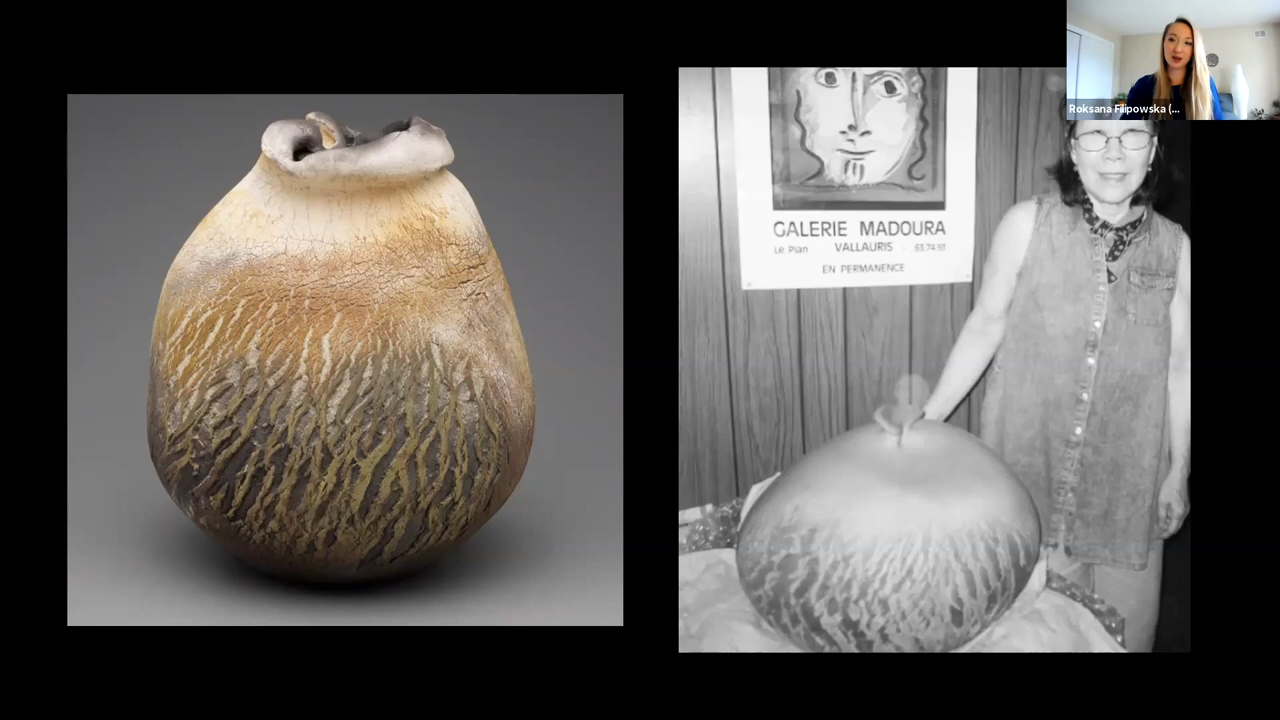 Roksana Filipowska (...
GALERIE MADOURA
Le Plan VALLAURIS
EN PERMANENCE